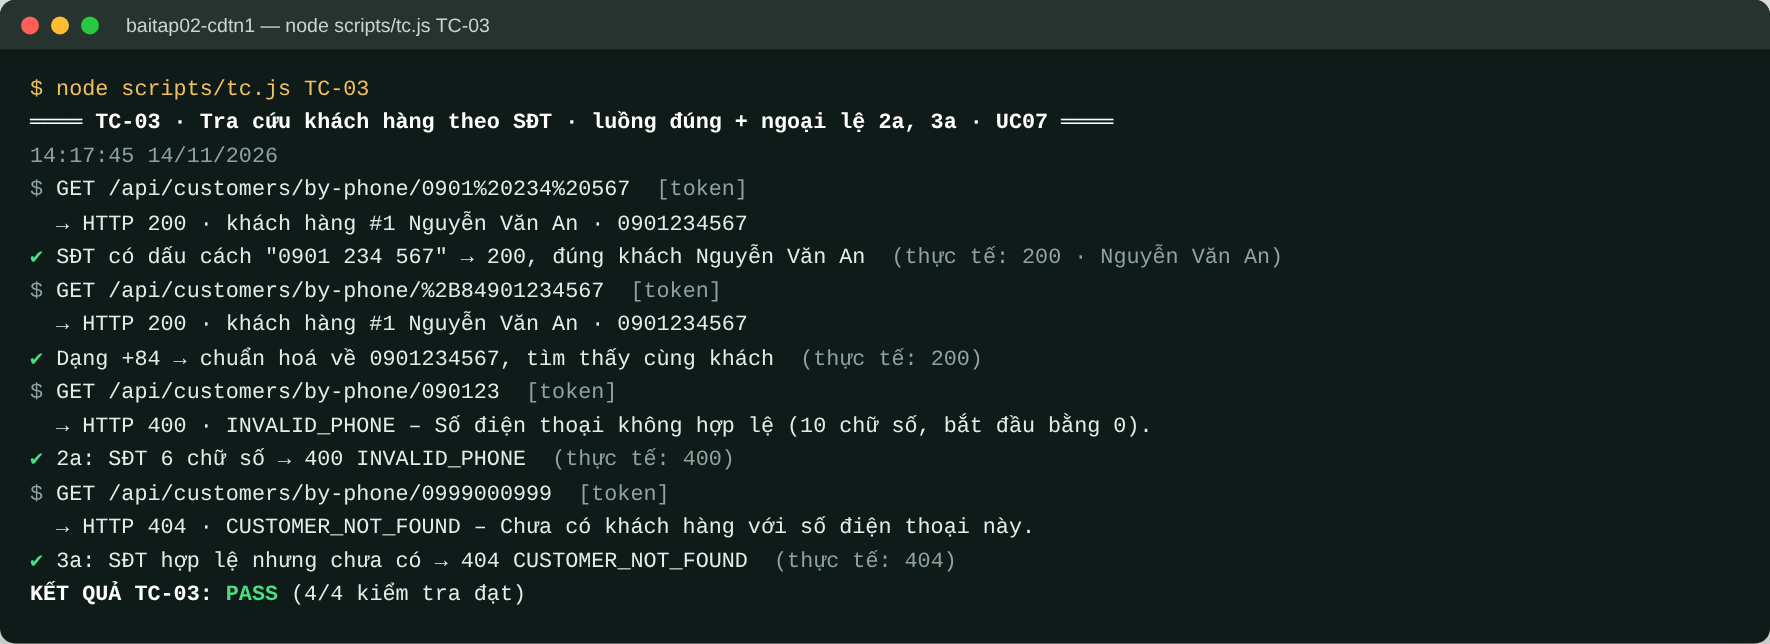 baitap02-cdtn1 — node scripts/tc.js TC-03
$ node scripts/tc.js TC-03
════ TC-03 · Tra cứu khách hàng theo SĐT · luồng đúng + ngoại lệ 2a, 3a · UC07 ════
14:17:45 14/11/2026
$ GET /api/customers/by-phone/0901%20234%20567  [token]
→ HTTP 200 · khách hàng #1 Nguyễn Văn An · 0901234567
✔ SĐT có dấu cách "0901 234 567" → 200, đúng khách Nguyễn Văn An  (thực tế: 200 · Nguyễn Văn An)
$ GET /api/customers/by-phone/%2B84901234567  [token]
→ HTTP 200 · khách hàng #1 Nguyễn Văn An · 0901234567
✔ Dạng +84 → chuẩn hoá về 0901234567, tìm thấy cùng khách  (thực tế: 200)
$ GET /api/customers/by-phone/090123  [token]
→ HTTP 400 · INVALID_PHONE – Số điện thoại không hợp lệ (10 chữ số, bắt đầu bằng 0).
✔ 2a: SĐT 6 chữ số → 400 INVALID_PHONE  (thực tế: 400)
$ GET /api/customers/by-phone/0999000999  [token]
→ HTTP 404 · CUSTOMER_NOT_FOUND – Chưa có khách hàng với số điện thoại này.
✔ 3a: SĐT hợp lệ nhưng chưa có → 404 CUSTOMER_NOT_FOUND  (thực tế: 404)
KẾT QUẢ TC-03: PASS (4/4 kiểm tra đạt)